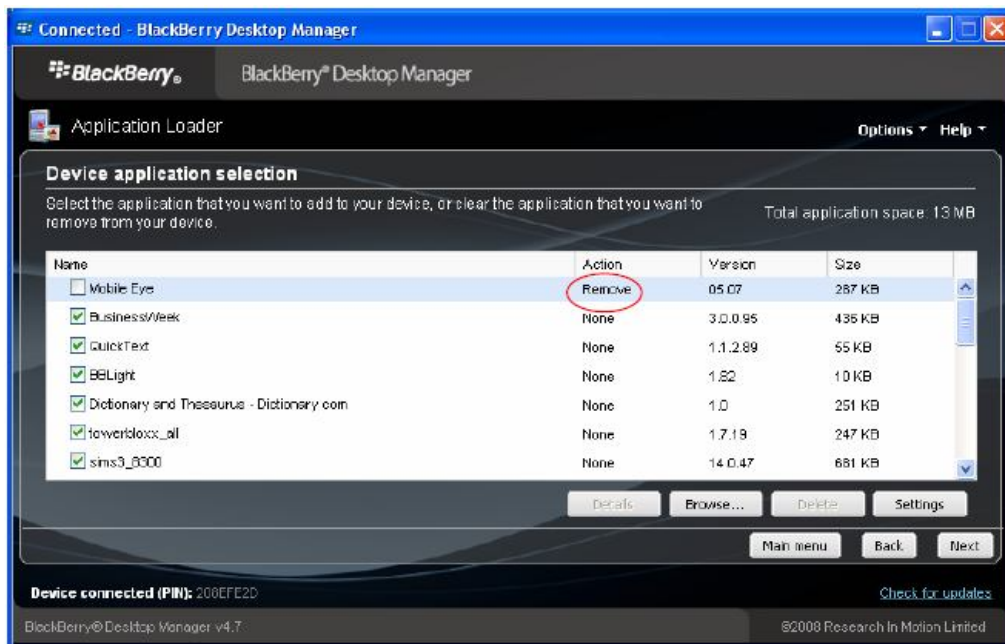 Connected - BlackBerry Desktop Manager
BlackBerry® BlackBerry® Desktop Manager
Application Loader Options Help
Device application selection
Select the application that you want to add to your device, or clear the application that you want to
remove from your device.
Total application space: 13 MB
Name Action Version Size
Mobile Eye Remove 05.07 287 KB
BusinessWeek None 3.0.0.95 436 KB
QuickText None 1.1.2.89 55 KB
BBLight None 1.82 10 KB
Dictionary and Thesaurus - Dictionary.com None 1.0 251 KB
towerbloxx_all None 1.7.19 247 KB
sims3_8300 None 14.0.47 681 KB
Details Browse... Delete Settings
Main menu Back Next
Device connected (PIN): 208EFE2D Check for updates
BlackBerry® Desktop Manager v4.7 ©2008 Research In Motion Limited